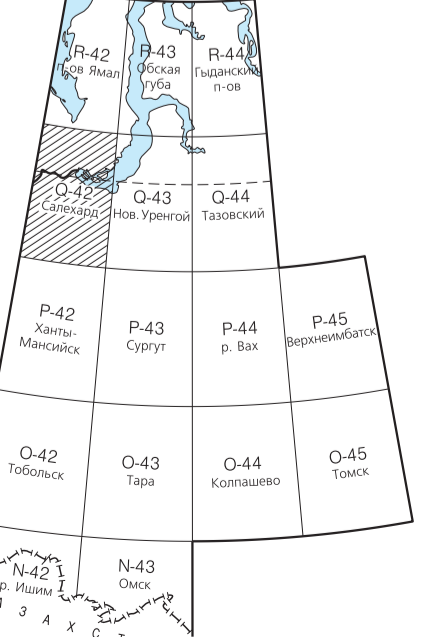 R-42
п-ов Ямал
R-43
Обская
губа
R-44
Гыданский
п-ов
Q-42
Салехард
Q-43
Нов. Уренгой
Q-44
Тазовский
P-42
Ханты-
Мансийск
P-43
Сургут
P-44
р. Вах
P-45
Верхнеимбатск
O-42
Тобольск
O-43
Тара
O-44
Колпашево
O-45
Томск
N-42
р. Ишим
N-43
Омск
З А Х С Т